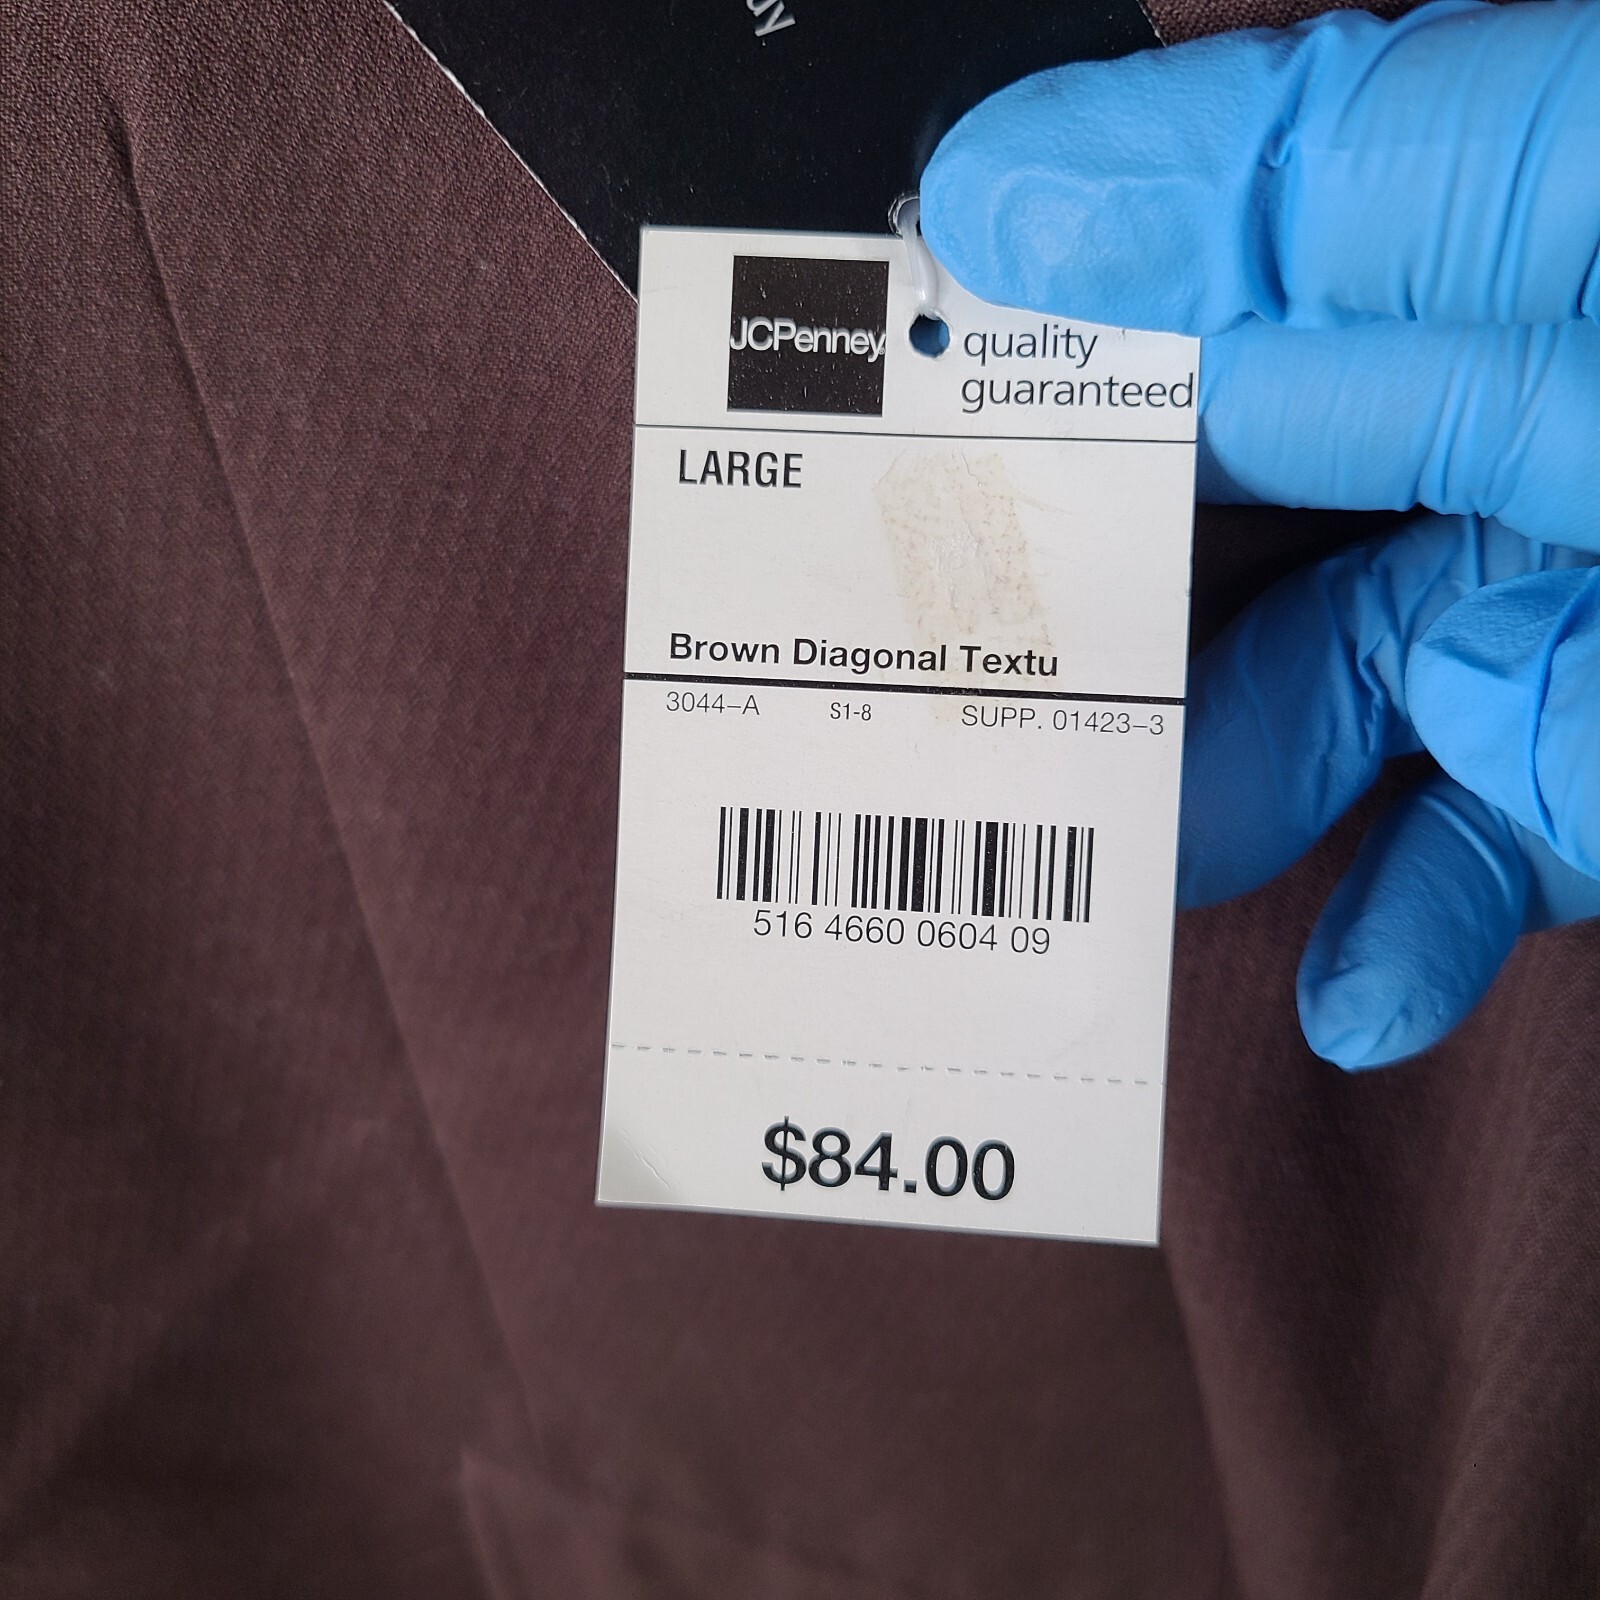 JCPenney
quality
guaranteed
LARGE
Brown Diagonal Textu
3044-A S1-8 SUPP. 01423-3
516 4660 0604 09
$84.00